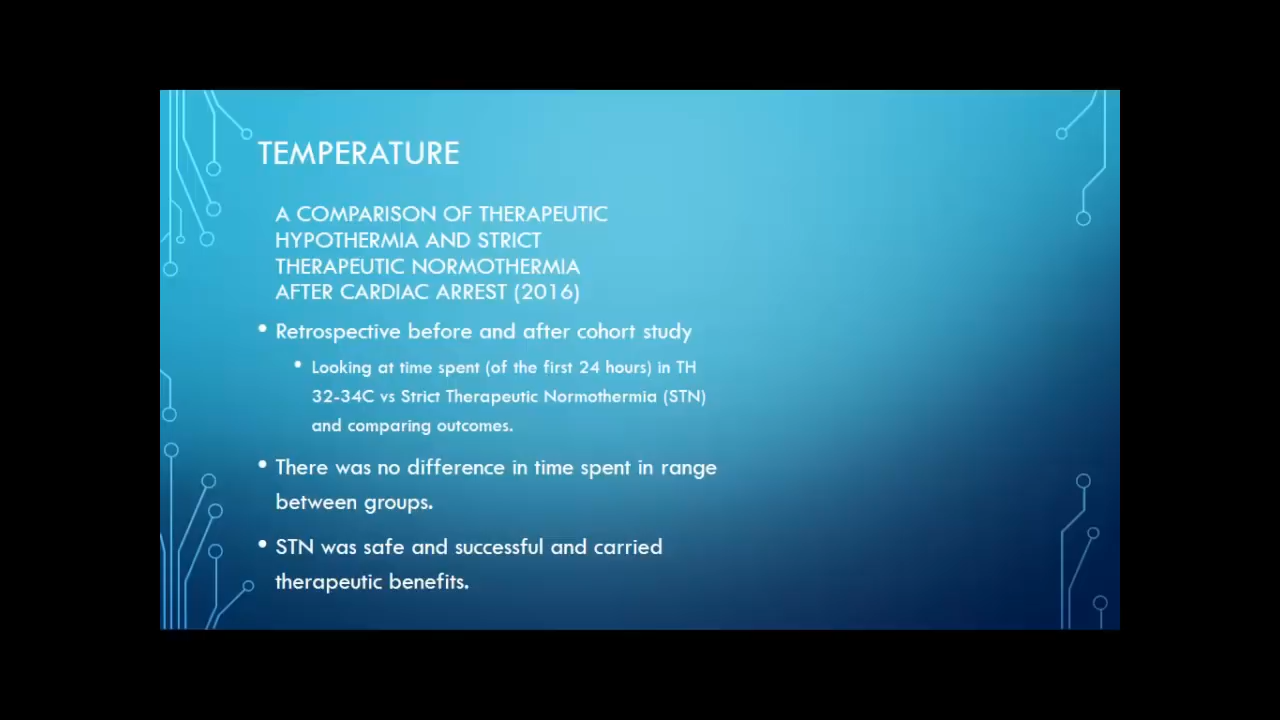 TEMPERATURE
A COMPARISON OF THERAPEUTIC
HYPOTHERMIA AND STRICT
THERAPEUTIC NORMOTHERMIA
AFTER CARDIAC ARREST (2016)
• Retrospective before and after cohort study
• Looking at time spent (of the first 24 hours) in TH
32-34C vs Strict Therapeutic Normothermia (STN)
and comparing outcomes.
• There was no difference in time spent in range
between groups.
• STN was safe and successful and carried
therapeutic benefits.